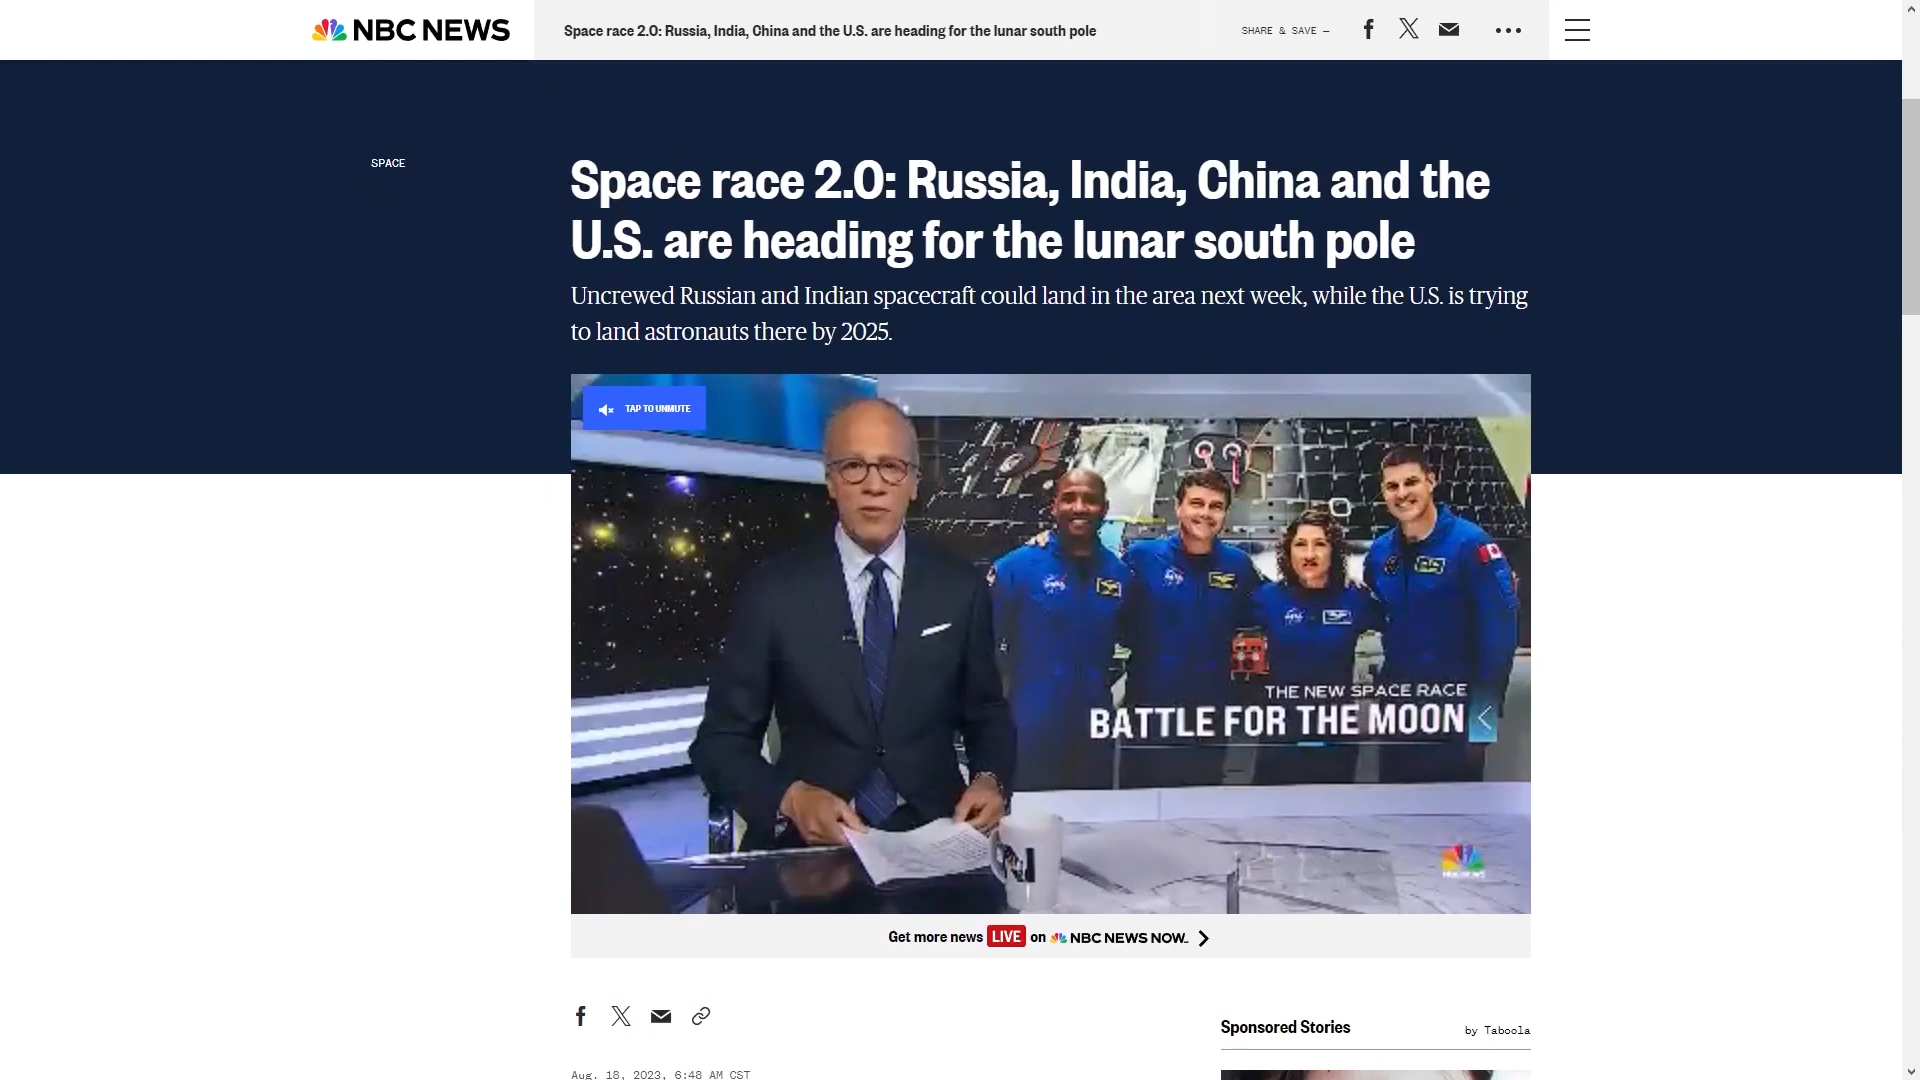 NBC NEWS
Space race 2.0: Russia, India, China and the U.S. are heading for the lunar south pole
SHARE & SAVE —
SPACE
Space race 2.0: Russia, India, China and the
U.S. are heading for the lunar south pole
Uncrewed Russian and Indian spacecraft could land in the area next week, while the U.S. is trying
to land astronauts there by 2025.
TAP TO UNMUTE
THE NEW SPACE RACE
BATTLE FOR THE MOON
NBC NEWS
Get more news LIVE on NBC NEWS NOW
Sponsored Stories
by Taboola
Aug. 18, 2023, 6:48 AM CST